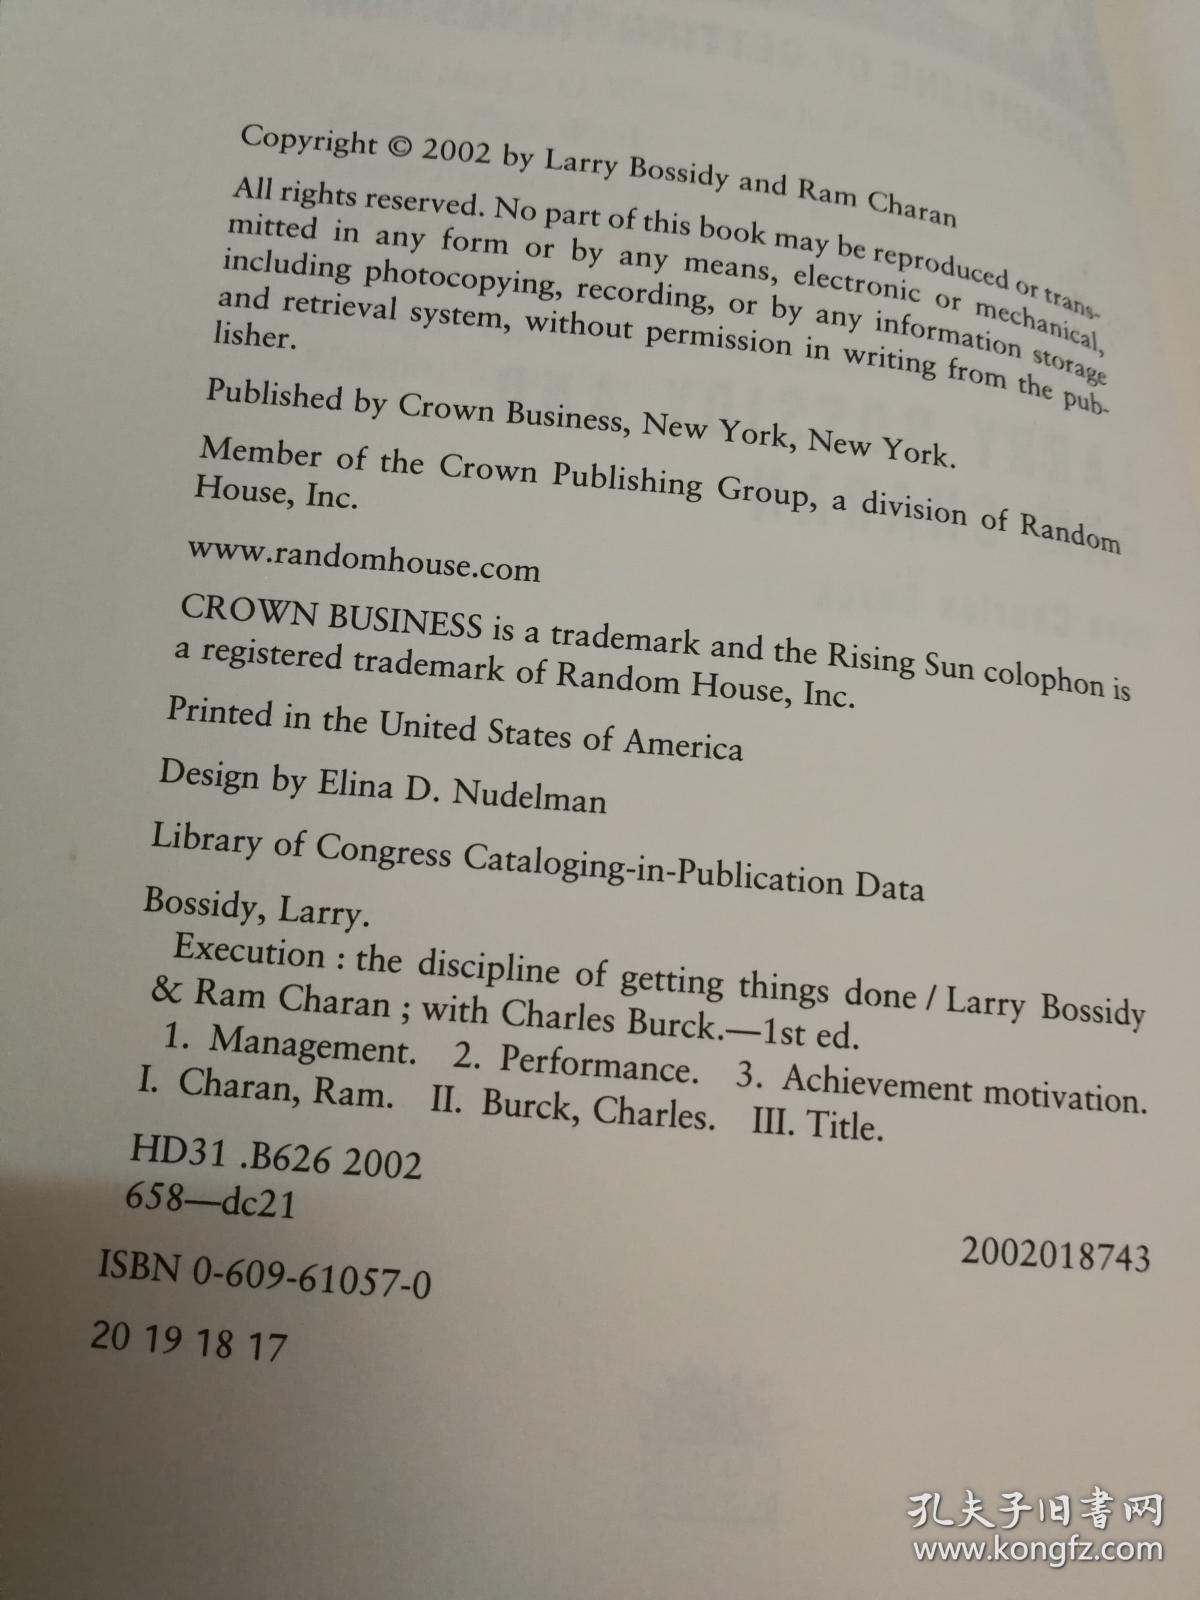 Copyright © 2002 by Larry Bossidy and Ram Charan
All rights reserved. No part of this book may be reproduced or trans-
mitted in any form or by any means, electronic or mechanical,
including photocopying, recording, or by any information storage
and retrieval system, without permission in writing from the pub-
lisher.
Published by Crown Business, New York, New York.
Member of the Crown Publishing Group, a division of Random
House, Inc.
www.randomhouse.com
CROWN BUSINESS is a trademark and the Rising Sun colophon is
a registered trademark of Random House, Inc.
Printed in the United States of America
Design by Elina D. Nudelman
Library of Congress Cataloging-in-Publication Data
Bossidy, Larry.
Execution : the discipline of getting things done / Larry Bossidy
& Ram Charan ; with Charles Burck.—1st ed.
1. Management. 2. Performance. 3. Achievement motivation.
I. Charan, Ram. II. Burck, Charles. III. Title.
HD31 .B626 2002
658—dc21
2002018743
ISBN 0-609-61057-0
20 19 18 17
孔夫子旧书网
www.kongfz.com